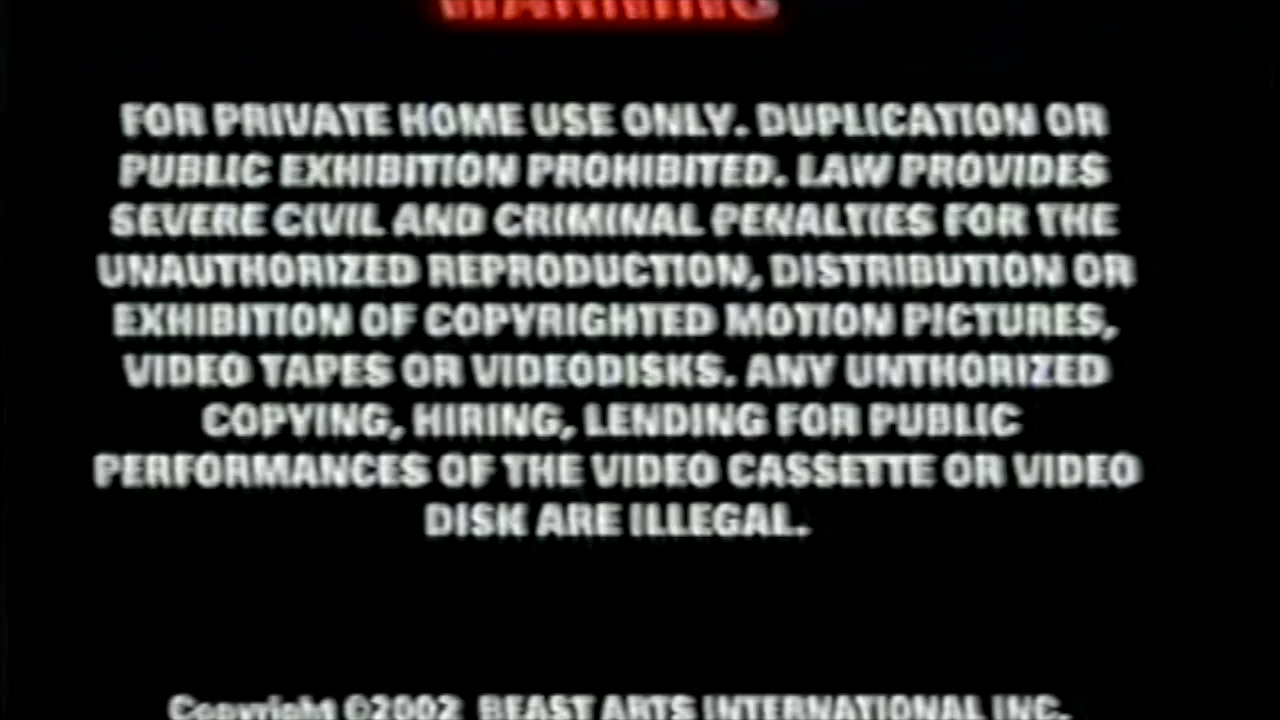 WARNING
FOR PRIVATE HOME USE ONLY. DUPLICATION OR
PUBLIC EXHIBITION PROHIBITED. LAW PROVIDES
SEVERE CIVIL AND CRIMINAL PENALTIES FOR THE
UNAUTHORIZED REPRODUCTION, DISTRIBUTION OR
EXHIBITION OF COPYRIGHTED MOTION PICTURES,
VIDEO TAPES OR VIDEODISKS. ANY UNTHORIZED
COPYING, HIRING, LENDING FOR PUBLIC
PERFORMANCES OF THE VIDEO CASSETTE OR VIDEO
DISK ARE ILLEGAL.
Copyright ©2002 BEAST ARTS INTERNATIONAL INC.